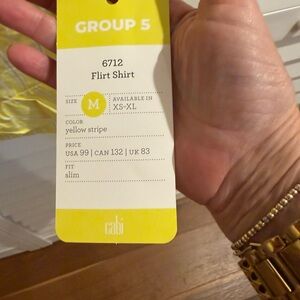 GROUP 5
6712
Flirt Shirt
SIZE M AVAILABLE IN
XS-XL
COLOR
yellow stripe
PRICE
USA 99 | CAN 132 | UK 83
FIT
slim
cabi